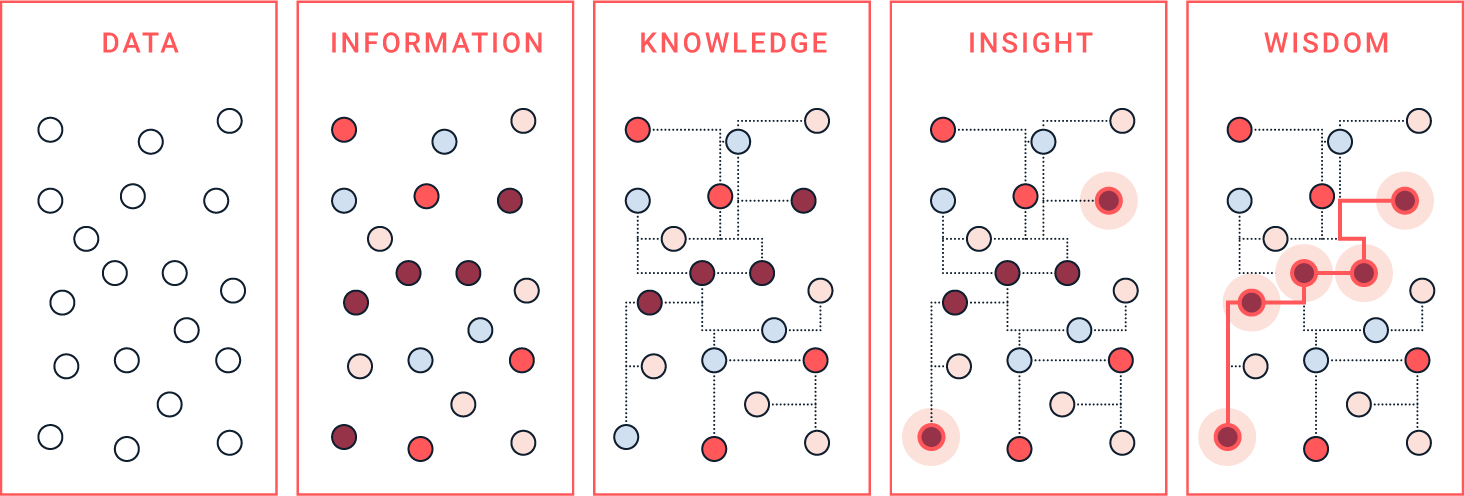 DATA
INFORMATION
KNOWLEDGE
INSIGHT
WISDOM